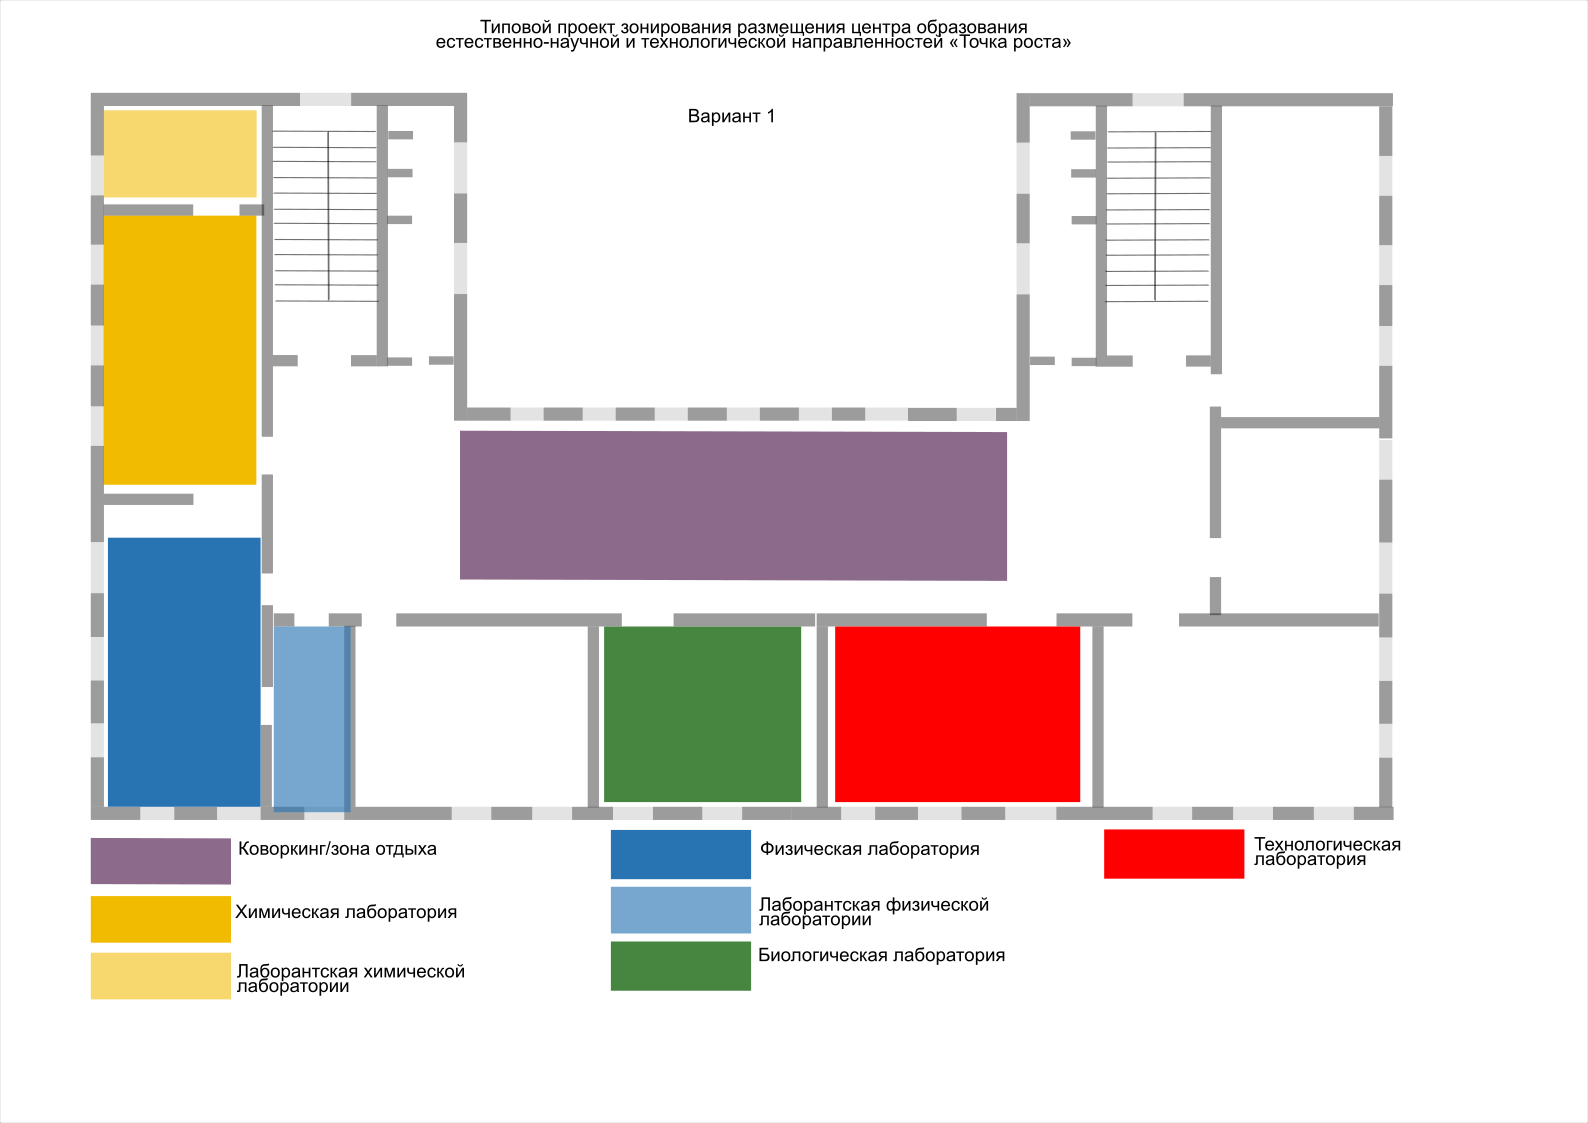 Типовой проект зонирования размещения центра образования
естественно-научной и технологической направленностей «Точка роста»
Вариант 1
Коворкинг/зона отдыха
Химическая лаборатория
Лаборантская химической
лаборатории
Физическая лаборатория
Лаборантская физической
лаборатории
Биологическая лаборатория
Технологическая
лаборатория